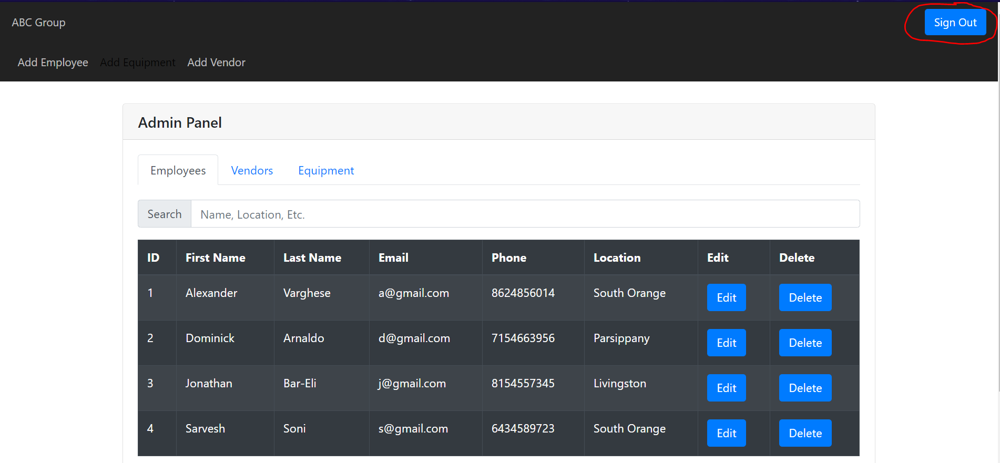 ABC Group
Sign Out
Add Employee Add Equipment Add Vendor
Admin Panel
Employees Vendors Equipment
Search Name, Location, Etc.
ID First Name Last Name Email Phone Location Edit Delete
1 Alexander Varghese a@gmail.com 8624856014 South Orange Edit Delete
2 Dominick Arnaldo d@gmail.com 7154663956 Parsippany Edit Delete
3 Jonathan Bar-Eli j@gmail.com 8154557345 Livingston Edit Delete
4 Sarvesh Soni s@gmail.com 6434589723 South Orange Edit Delete